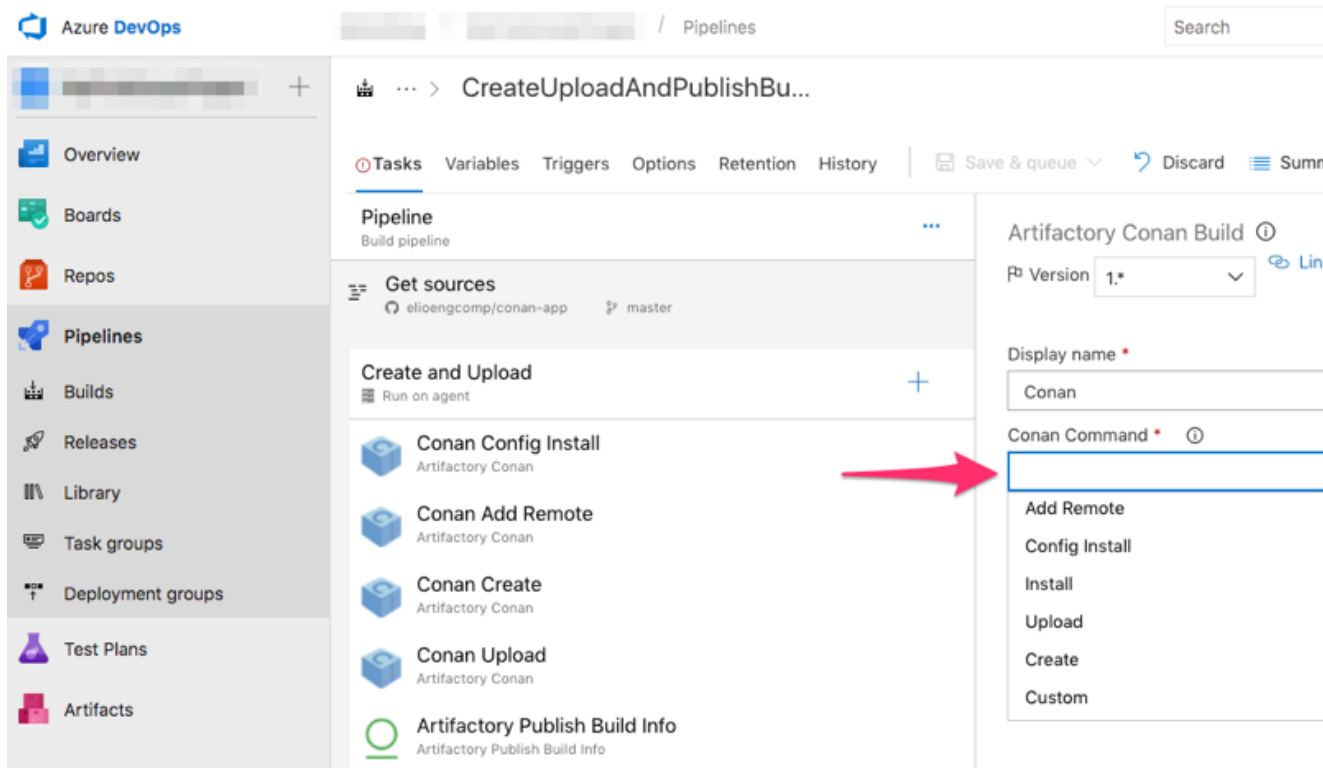 Azure DevOps
/ Pipelines
Search
Overview
Boards
Repos
Pipelines
Builds
Releases
Library
Task groups
Deployment groups
Test Plans
Artifacts
... > CreateUploadAndPublishBu...
Tasks Variables Triggers Options Retention History
Save & queue Discard
Pipeline
Build pipeline
Get sources
elioengcomp/conan-app master
Create and Upload
Run on agent
Conan Config Install
Artifactory Conan
Conan Add Remote
Artifactory Conan
Conan Create
Artifactory Conan
Conan Upload
Artifactory Conan
Artifactory Publish Build Info
Artifactory Publish Build Info
Artifactory Conan Build
Version 1.*
Display name *
Conan
Conan Command *
Add Remote
Config Install
Install
Upload
Create
Custom